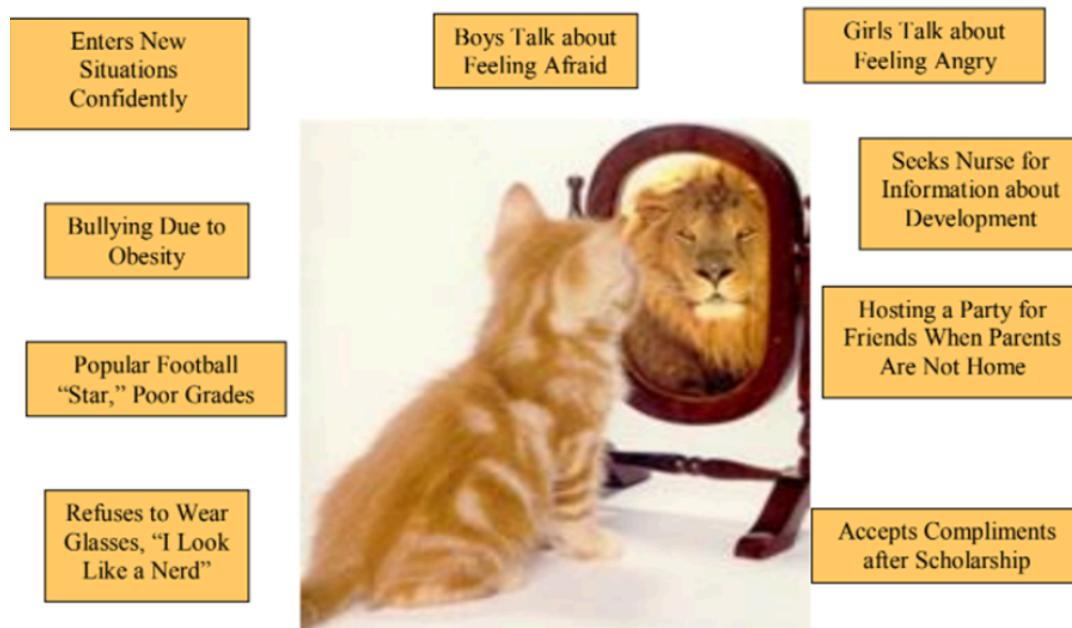 Enters New
Situations
Confidently
Boys Talk about
Feeling Afraid
Girls Talk about
Feeling Angry
Seeks Nurse for
Information about
Development
Bullying Due to
Obesity
Hosting a Party for
Friends When Parents
Are Not Home
Popular Football
“Star,” Poor Grades
Refuses to Wear
Glasses, “I Look
Like a Nerd”
Accepts Compliments
after Scholarship